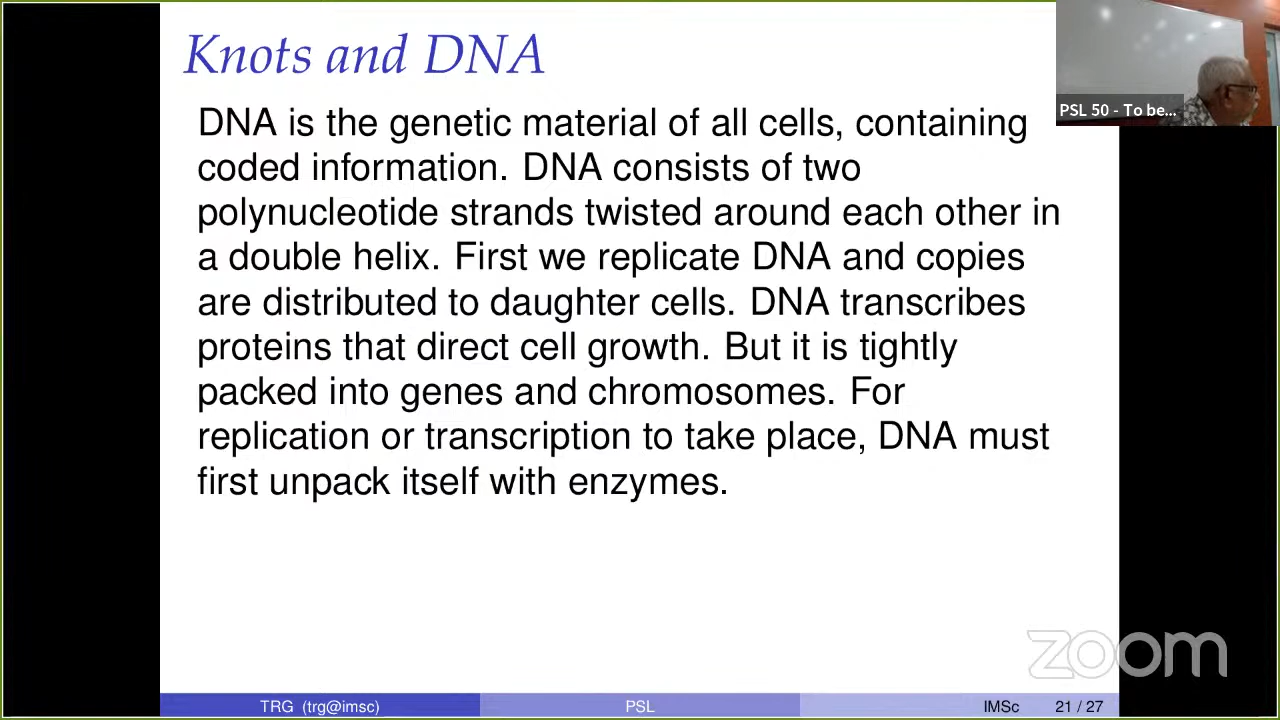 Knots and DNA
DNA is the genetic material of all cells, containing
coded information. DNA consists of two
polynucleotide strands twisted around each other in
a double helix. First we replicate DNA and copies
are distributed to daughter cells. DNA transcribes
proteins that direct cell growth. But it is tightly
packed into genes and chromosomes. For
replication or transcription to take place, DNA must
first unpack itself with enzymes.
PSL 50 - To be...
zoom
TRG (trg@imsc) PSL IMSc 21 / 27